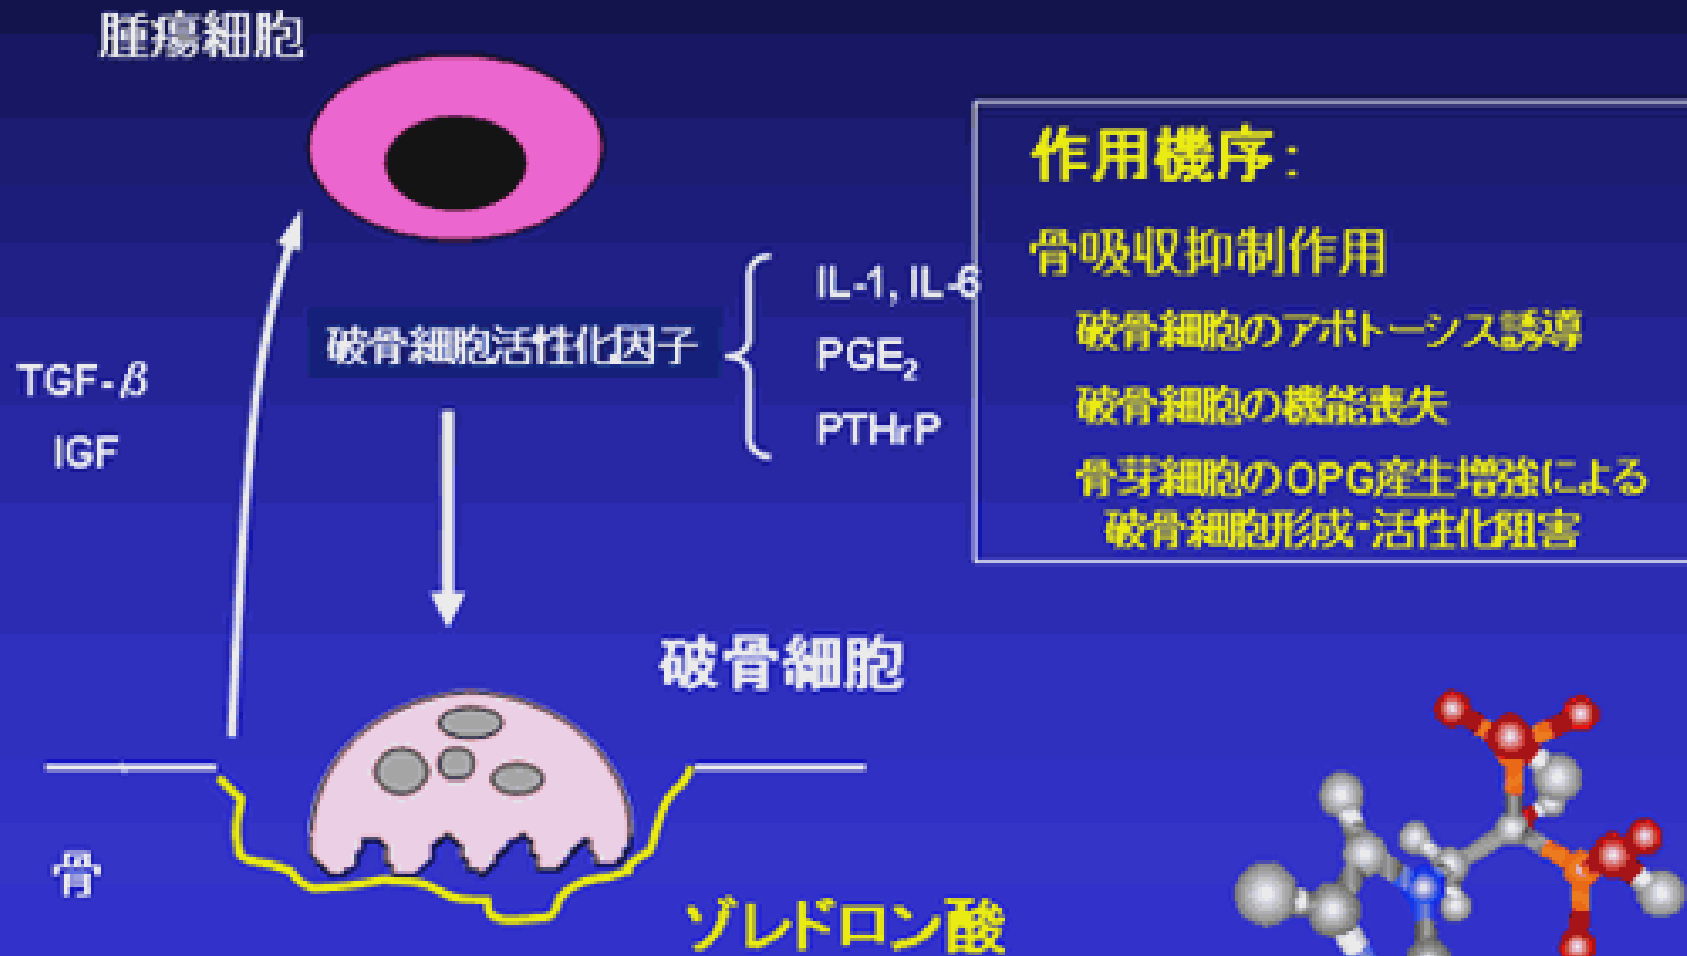 腫瘍細胞
作用機序:
骨吸収抑制作用
破骨細胞のアポトーシス誘導
破骨細胞の機能喪失
骨芽細胞のOPG産生増強による
破骨細胞形成・活性化阻害
IL-1, IL-6
破骨細胞活性化因子
PGE₂
PTHrP
TGF-β
IGF
破骨細胞
骨
ゾレドロン酸